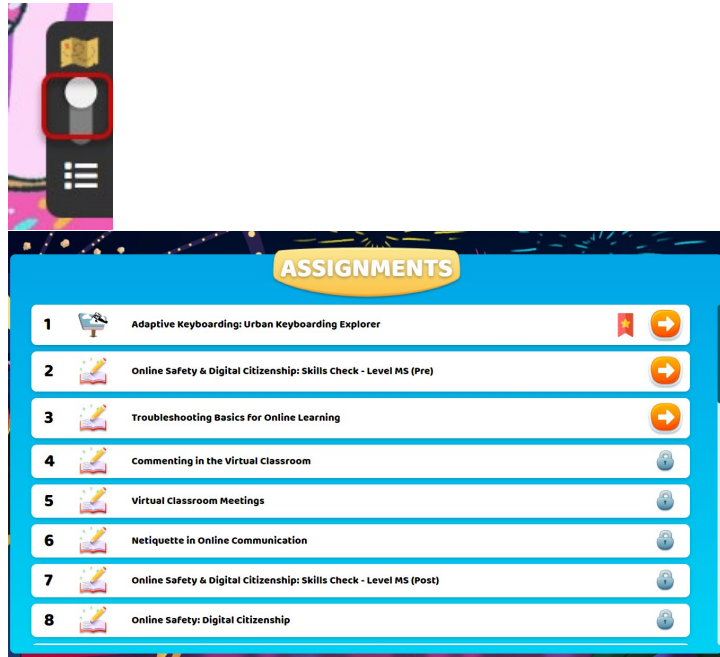 ASSIGNMENTS
1 Adaptive Keyboarding: Urban Keyboarding Explorer
2 Online Safety & Digital Citizenship: Skills Check - Level MS (Pre)
3 Troubleshooting Basics for Online Learning
4 Commenting in the Virtual Classroom
5 Virtual Classroom Meetings
6 Netiquette in Online Communication
7 Online Safety & Digital Citizenship: Skills Check - Level MS (Post)
8 Online Safety: Digital Citizenship